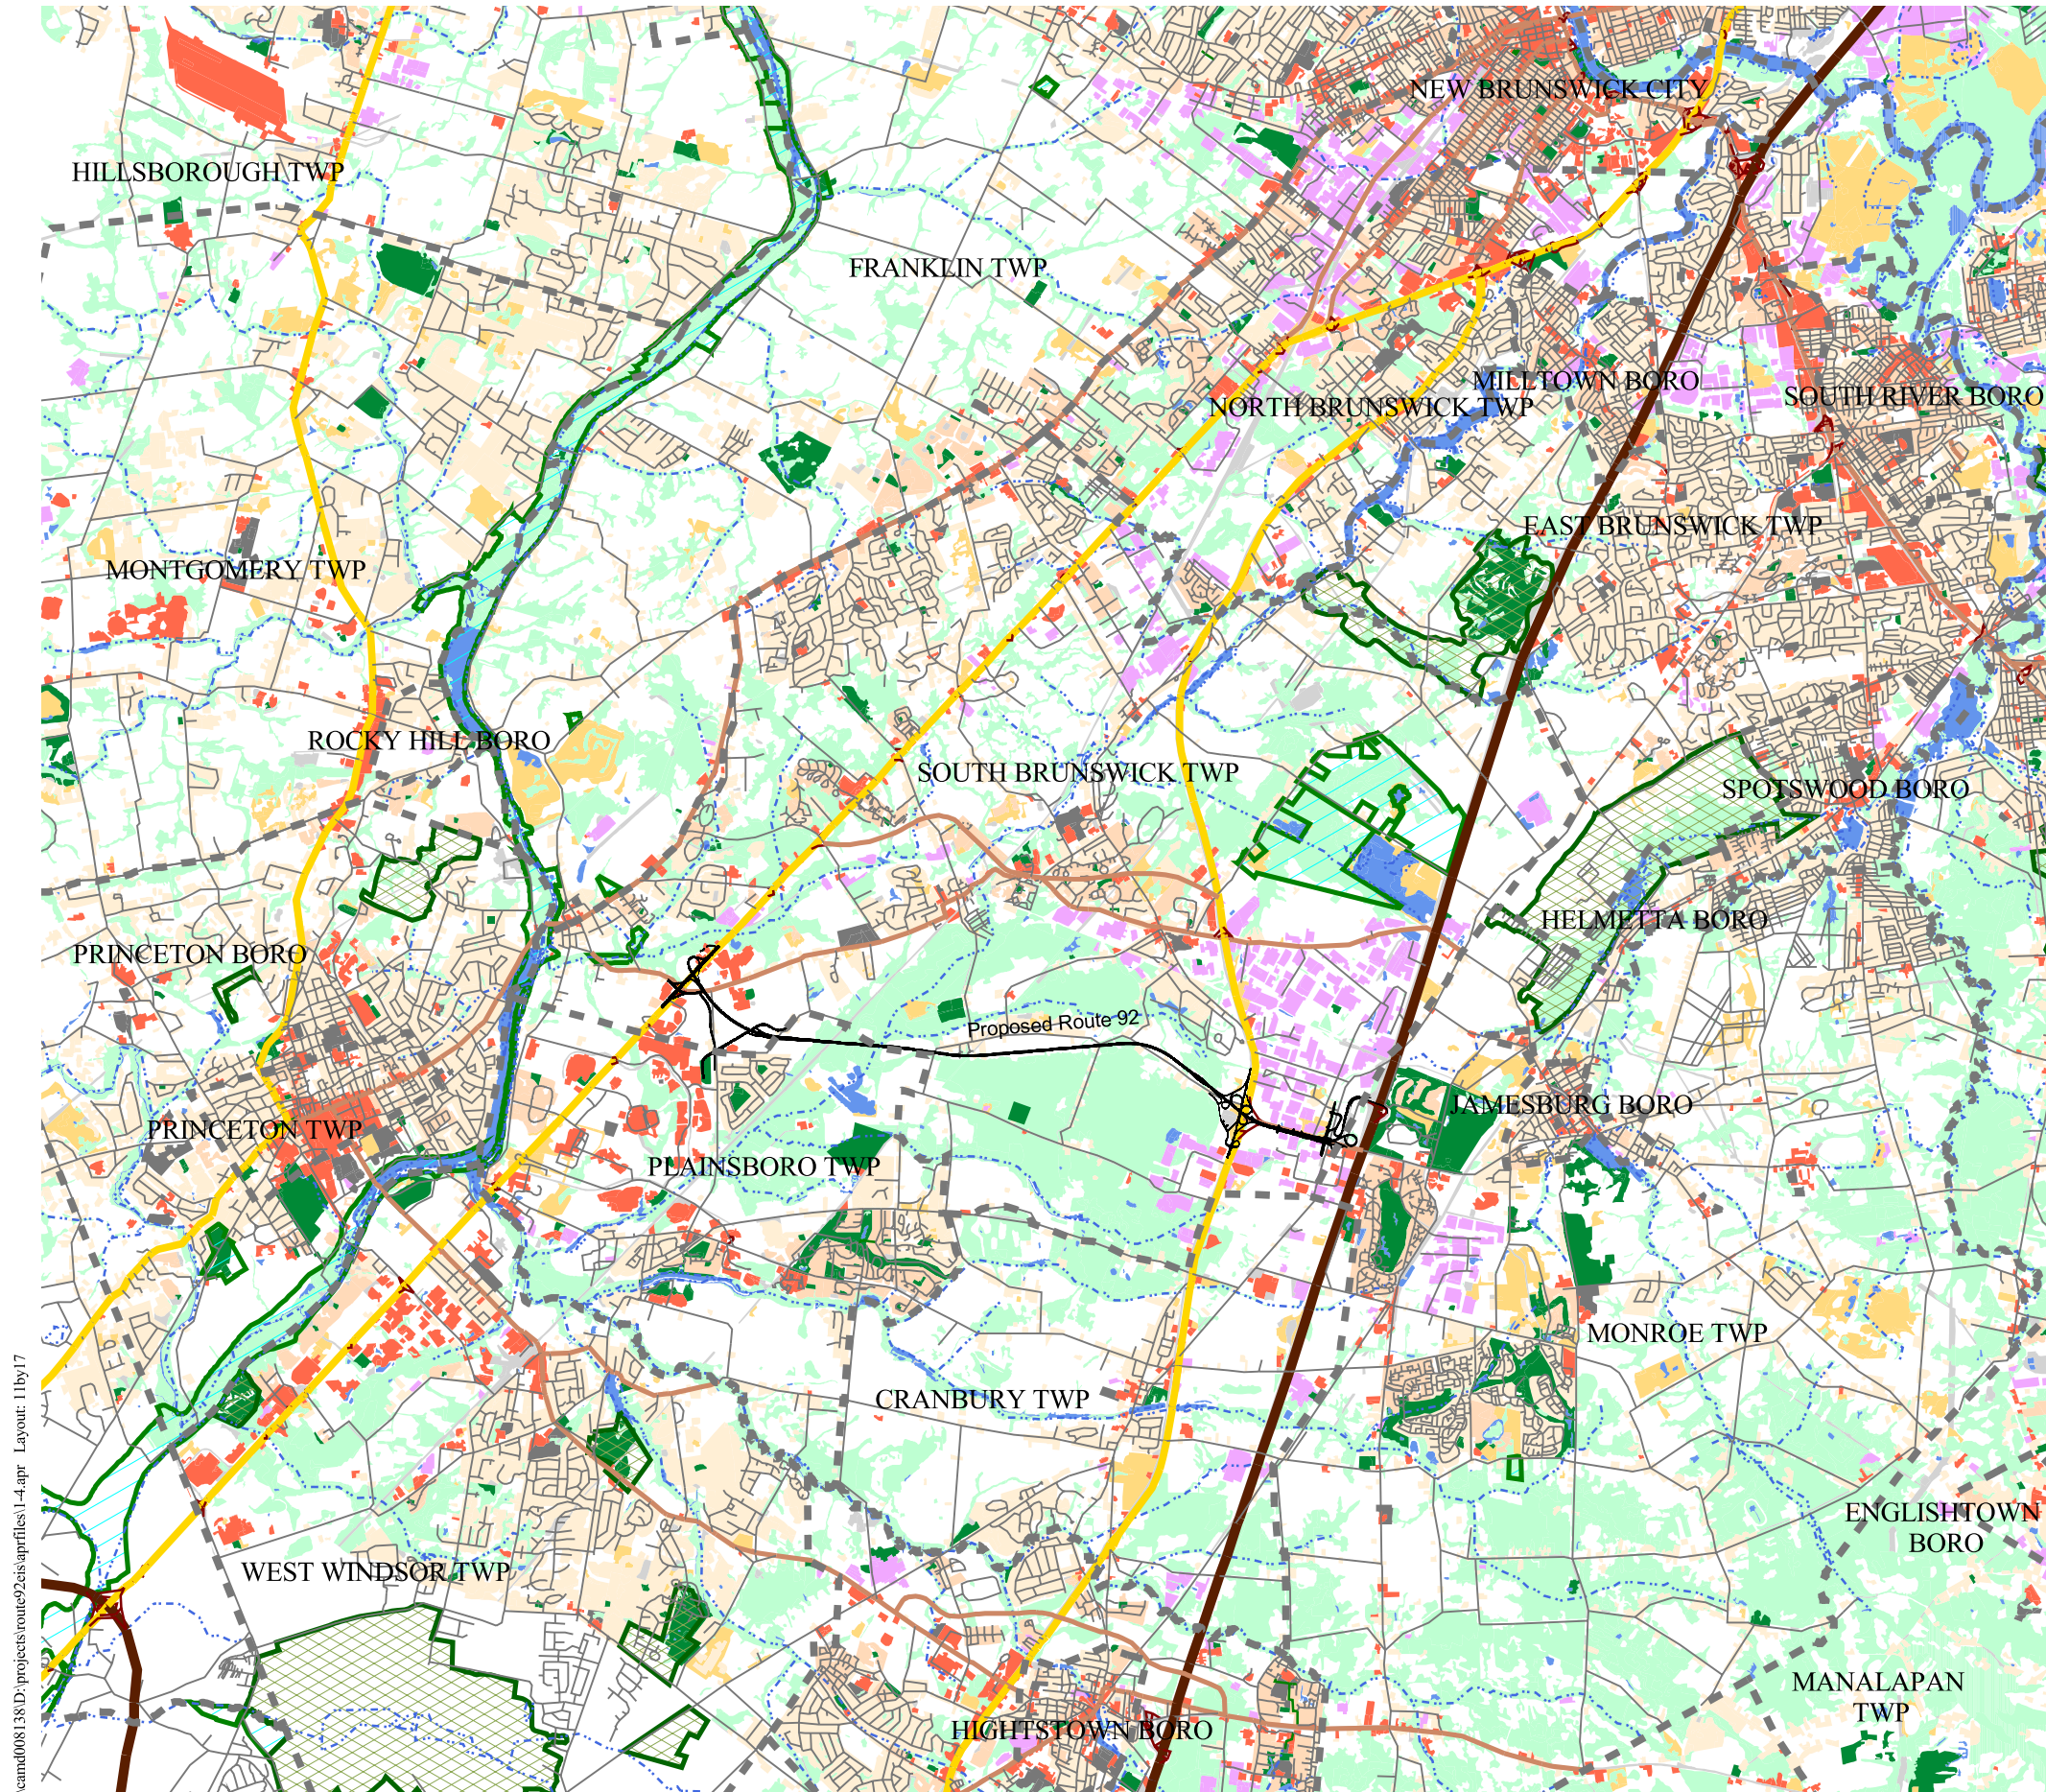 NEW BRUNSWICK CITY
HILLSBOROUGH TWP
FRANKLIN TWP
MILLTOWN BORO
SOUTH RIVER BORO
NORTH BRUNSWICK TWP
EAST BRUNSWICK TWP
MONTGOMERY TWP
ROCKY HILL BORO
SOUTH BRUNSWICK TWP
SPOTSWOOD BORO
HELMETTA BORO
PRINCETON BORO
Proposed Route 92
JAMESBURG BORO
PRINCETON TWP
PLAINSBORO TWP
MONROE TWP
CRANBURY TWP
ENGLISHTOWN
BORO
WEST WINDSOR TWP
MANALAPAN
TWP
HIGHTSTOWN BORO
\camd008138\D:\projects\route92eis\aprfiles\1-4.apr Layout: 11by17